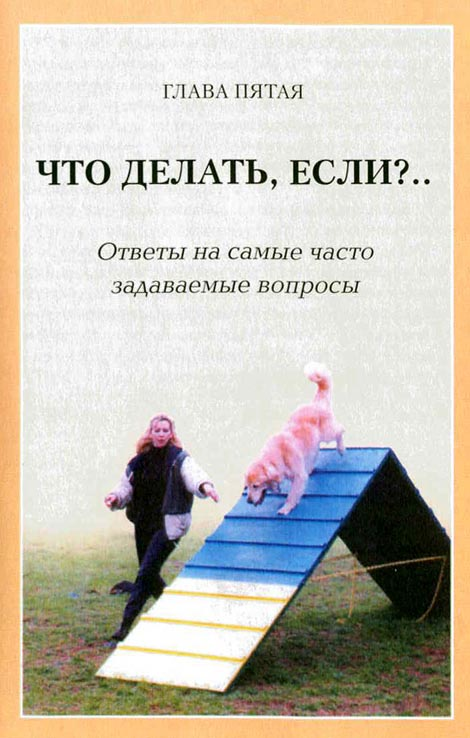 ГЛАВА ПЯТАЯ
ЧТО ДЕЛАТЬ, ЕСЛИ?..
Ответы на самые часто
задаваемые вопросы